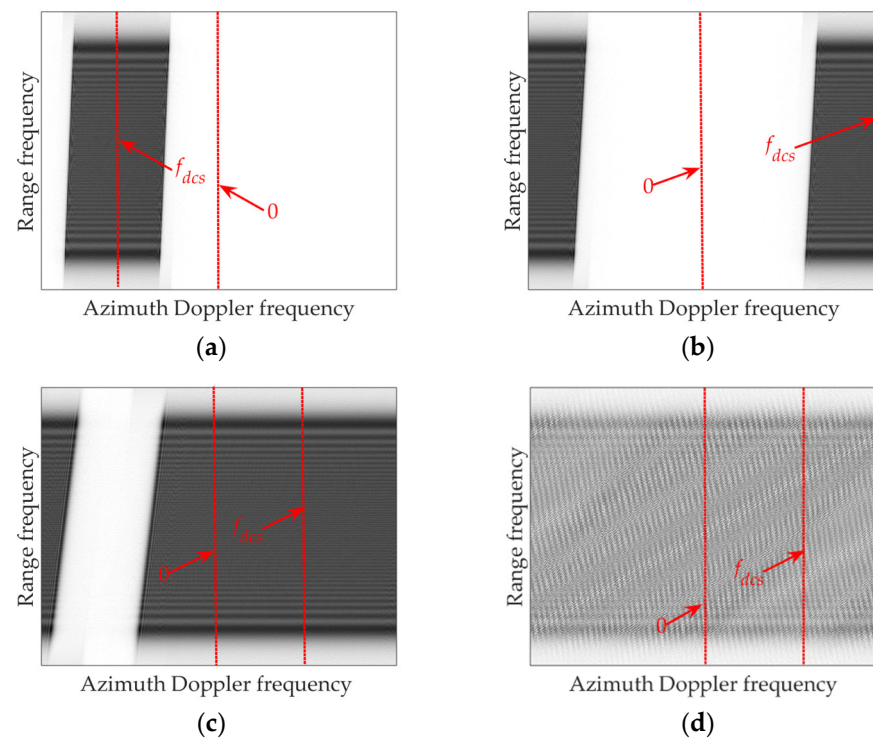 Range frequency
f_dcs
0
Azimuth Doppler frequency
(a)
Range frequency
f_dcs
0
Azimuth Doppler frequency
(b)
Range frequency
f_dcs
0
Azimuth Doppler frequency
(c)
Range frequency
f_dcs
0
Azimuth Doppler frequency
(d)